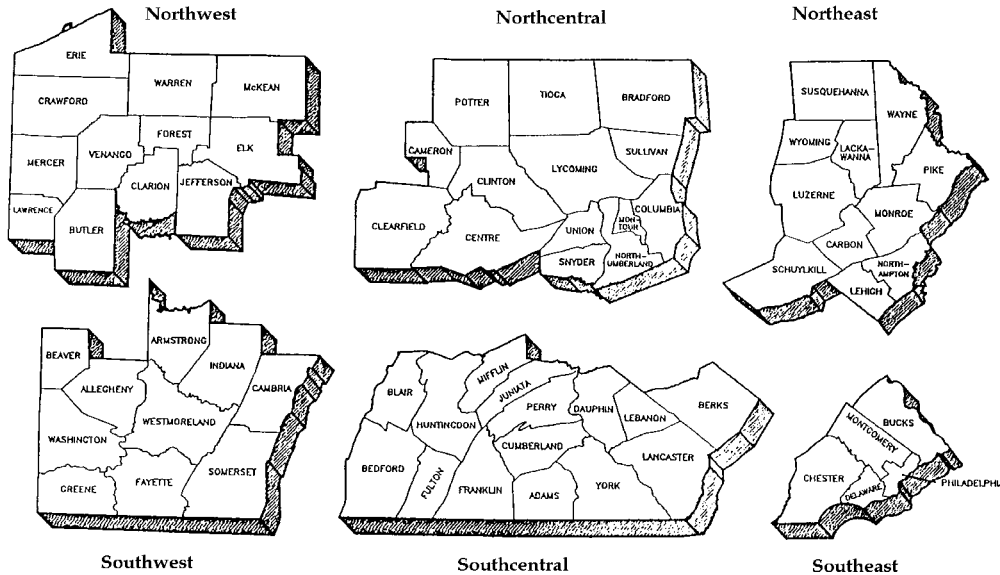 Northwest
ERIE
WARREN
McKEAN
CRAWFORD
FOREST
VENANGO
ELK
MERCER
CLARION
JEFFERSON
LAWRENCE
BUTLER
Northcentral
POTTER
TIOGA
BRADFORD
CAMERON
SULLIVAN
LYCOMING
CLINTON
COLUMBIA
CLEARFIELD
CENTRE
UNION
MON-
TOUR
SNYDER
NORTH-
UMBERLAND
Northeast
SUSQUEHANNA
WAYNE
WYOMING
LACKA-
WANNA
PIKE
LUZERNE
MONROE
CARBON
SCHUYLKILL
NORTH-
AMPTON
LEHIGH
ARMSTRONG
BEAVER
INDIANA
ALLEGHENY
CAMBRIA
WESTMORELAND
WASHINGTON
SOMERSET
GREENE
FAYETTE
Southwest
MIFFLIN
BLAIR
JUNIATA
BERKS
PERRY
DAUPHIN
LEBANON
HUNTINGDON
CUMBERLAND
LANCASTER
BEDFORD
FULTON
FRANKLIN
ADAMS
YORK
Southcentral
BUCKS
MONTGOMERY
CHESTER
DELAWARE
PHILADELPHIA
Southeast